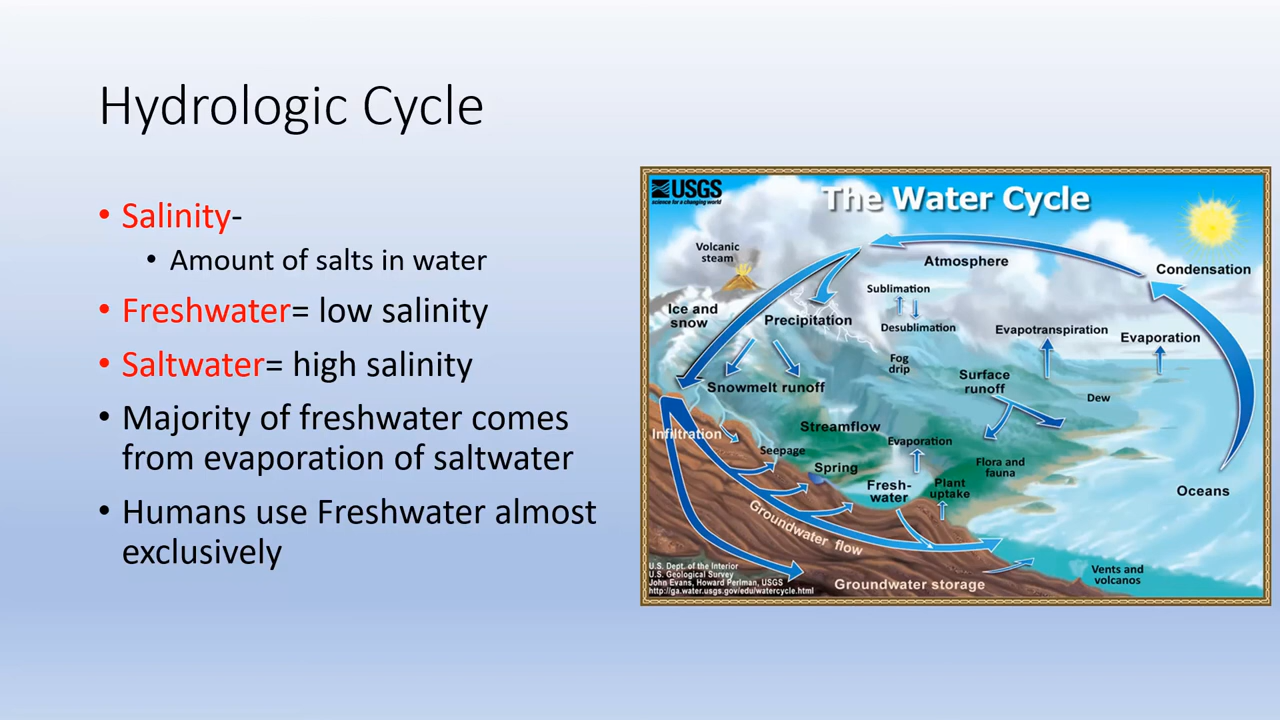 Hydrologic Cycle
• Salinity-
• Amount of salts in water
• Freshwater= low salinity
• Saltwater= high salinity
• Majority of freshwater comes
from evaporation of saltwater
• Humans use Freshwater almost
exclusively
USGS
science for a changing world
The Water Cycle
Volcanic
steam
Atmosphere
Condensation
Sublimation
Ice and
snow
Precipitation
Desublimation
Evapotranspiration
Evaporation
Fog
drip
Snowmelt runoff
Surface
runoff
Dew
Infiltration
Streamflow
Evaporation
Seepage
Spring
Flora and
fauna
Fresh-
water
Plant
uptake
Oceans
Groundwater flow
U.S. Dept. of the Interior
U.S. Geological Survey
John Evans, Howard Perlman, USGS
http://ga.water.usgs.gov/edu/watercycle.html
Groundwater storage
Vents and
volcanos